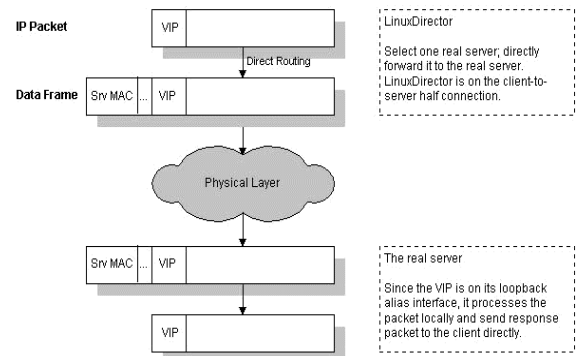 IP Packet
VIP
LinuxDirector
Select one real server; directly
forward it to the real server.
LinuxDirector is on the client-to-
server half connection.
Direct Routing
Data Frame
Srv MAC ... VIP
Physical Layer
Srv MAC ... VIP
The real server
Since the VIP is on its loopback
alias interface, it processes the
packet locally and send response
packet to the client directly.
VIP